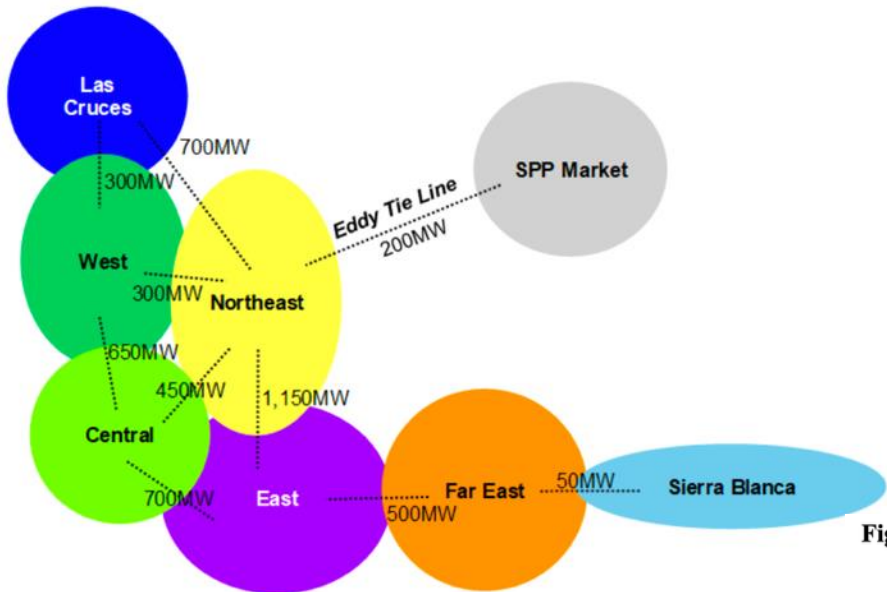 Las
Cruces
700MW
300MW
SPP Market
Eddy Tie Line
200MW
West
300MW
Northeast
650MW
450MW
1,150MW
Central
700MW
East
500MW
Far East
50MW
Sierra Blanca
Fig